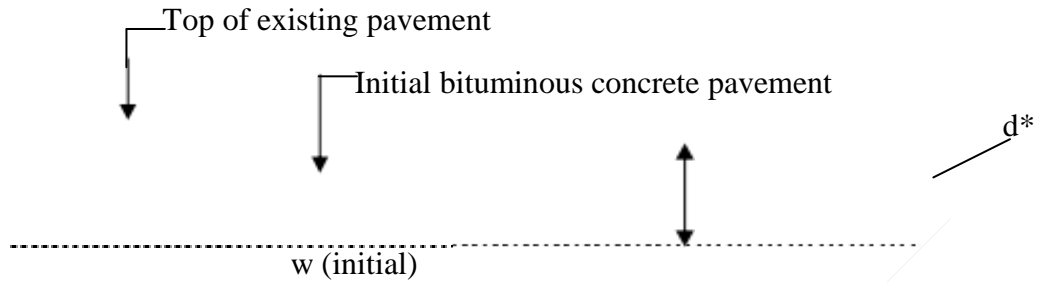 Top of existing pavement
Initial bituminous concrete pavement
d*
w (initial)